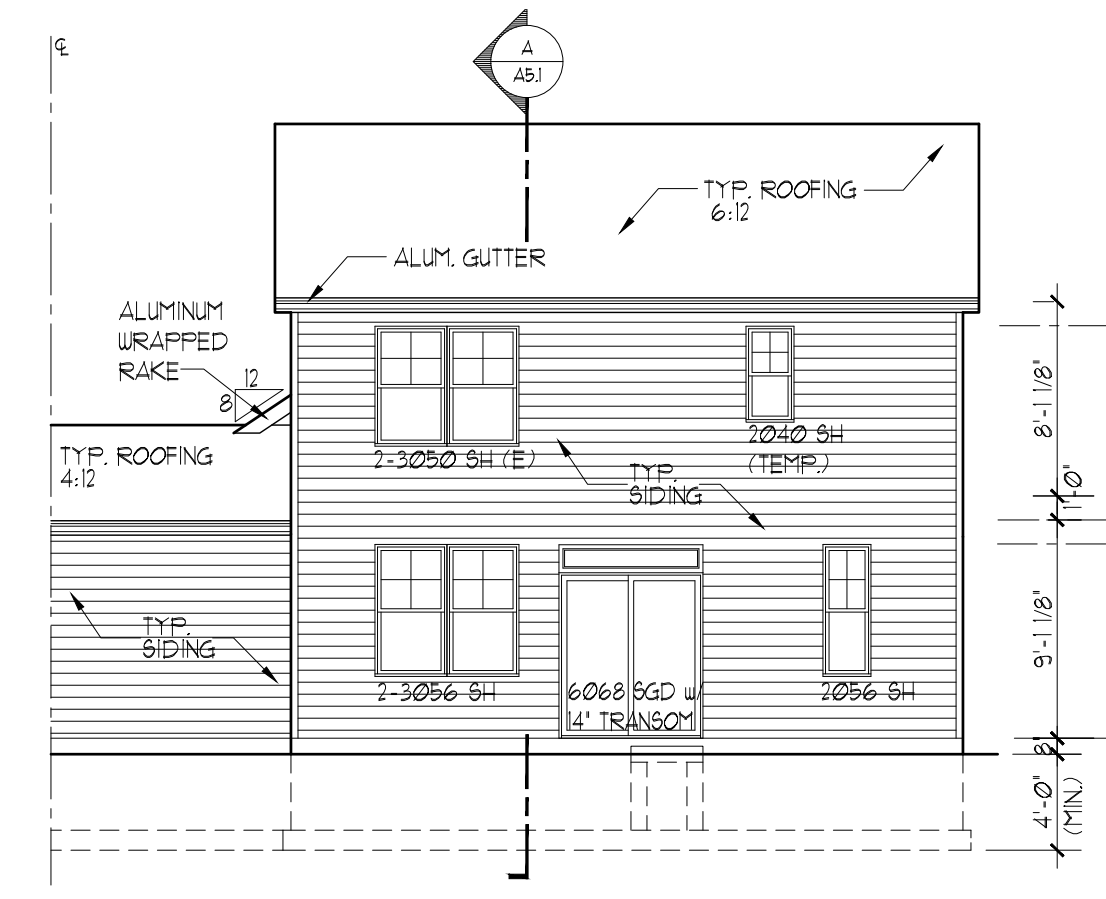 ℄
A
A5.1
TYP. ROOFING
6:12
ALUM. GUTTER
ALUMINUM
WRAPPED
RAKE
12
8
TYP. ROOFING
4:12
2-3050 SH (E)
2040 SH
(TEMP.)
TYP.
SIDING
TYP.
SIDING
2-3056 SH
6068 SGD w/
14" TRANSOM
2056 SH
8'-1 1/8"
1'-0"
9'-1 1/8"
8"
4'-0"
(MIN.)